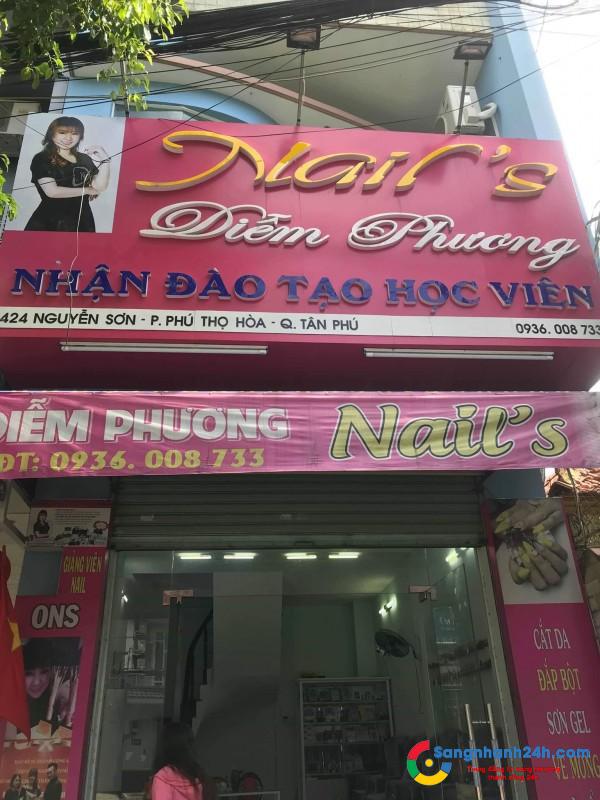 Nail's
Diễm Phương
NHẬN ĐÀO TẠO HỌC VIÊN
424 NGUYỄN SƠN - P. PHÚ THỌ HÒA - Q. TÂN PHÚ
0936. 008 733
DIỄM PHƯƠNG
ĐT: 0936. 008 733
Nail's
GIẢNG VIÊN
NAIL
ONS
CẮT DA
ĐẮP BỘT
SƠN GEL
VẼ MÓNG
Sangnhanh24h.com